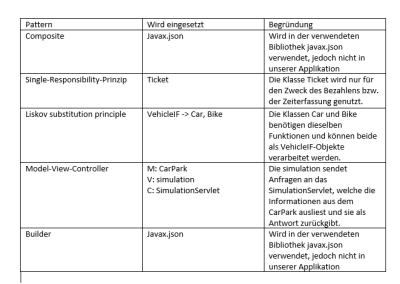 Pattern Wird eingesetzt Begründung
Composite Javax.json Wird in der verwendeten
Bibliothek javax.json
verwendet, jedoch nicht in
unserer Applikation
Single-Responsibility-Prinzip Ticket Die Klasse Ticket wird nur für
den Zweck des Bezahlens bzw.
der Zeiterfassung genutzt.
Liskov substitution principle VehicleIF -> Car, Bike Die Klassen Car und Bike
benötigen dieselben
Funktionen und können beide
als VehicleIF-Objekte
verarbeitet werden.
Model-View-Controller M: CarPark Die simulation sendet
V: simulation Anfragen an das
C: SimulationServlet SimulationServlet, welche die
Informationen aus dem
CarPark ausliest und sie als
Antwort zurückgibt.
Builder Javax.json Wird in der verwendeten
Bibliothek javax.json
verwendet, jedoch nicht in
unserer Applikation